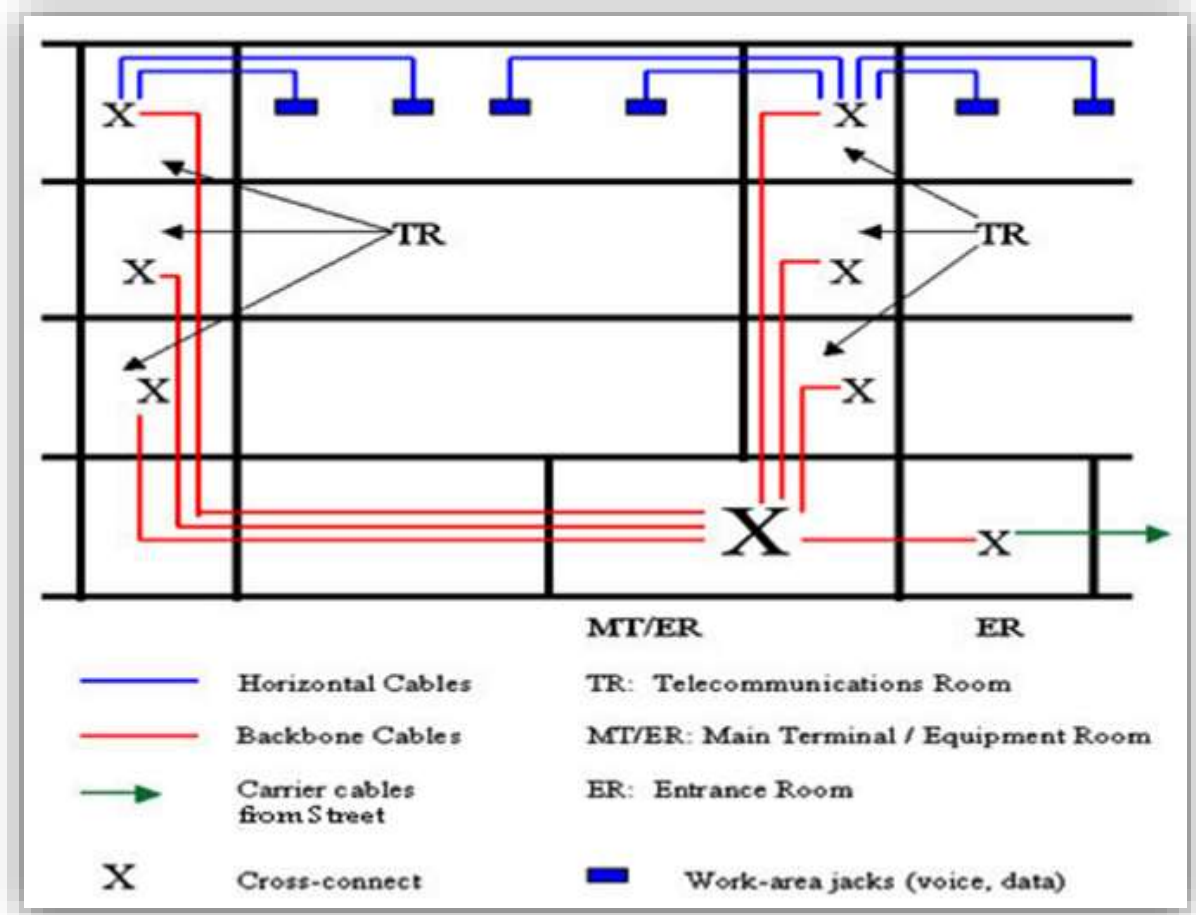 X
X
TR
TR
X
X
X
X
X
X
MT/ER
ER
Horizontal Cables
TR: Telecommunications Room
Backbone Cables
MT/ER: Main Terminal / Equipment Room
Carrier cables
from Street
ER: Entrance Room
X
Cross-connect
Work-area jacks (voice, data)